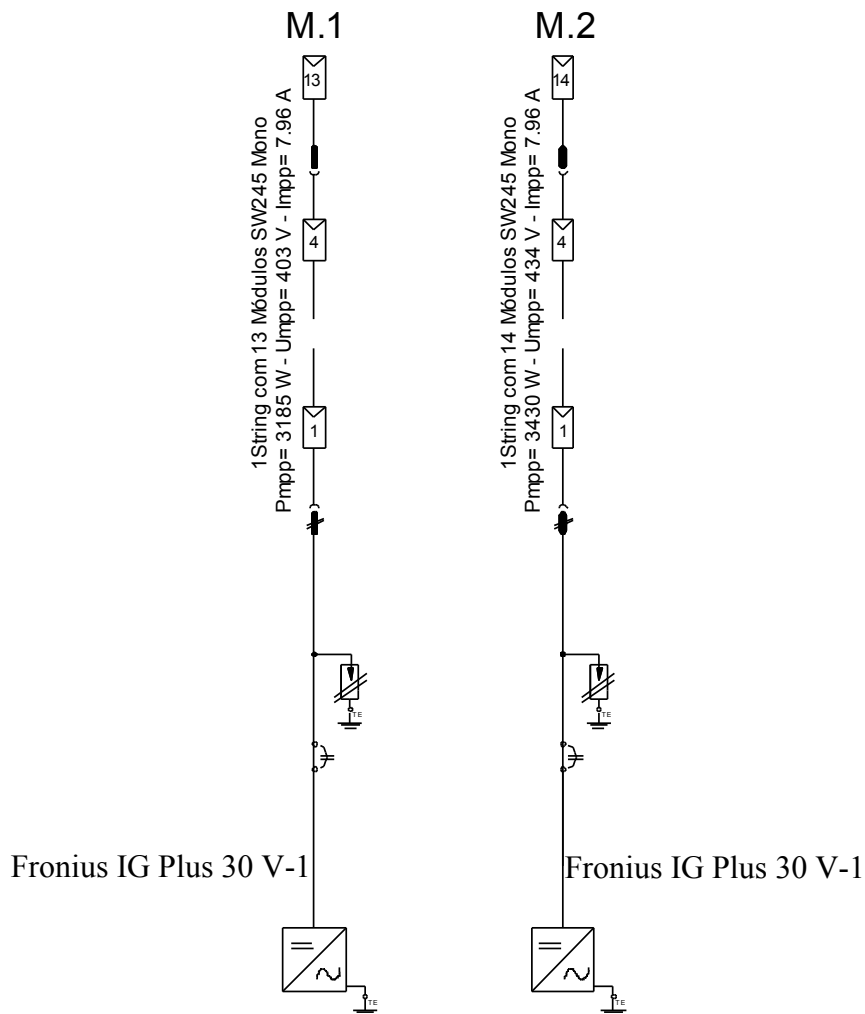 M.1
13
1String com 13 Módulos SW245 Mono
Pmpp= 3185 W - Umpp= 403 V - Impp= 7.96 A
4
1
TE
Fronius IG Plus 30 V-1
TE
M.2
14
1String com 14 Módulos SW245 Mono
Pmpp= 3430 W - Umpp= 434 V - Impp= 7.96 A
4
1
TE
Fronius IG Plus 30 V-1
TE